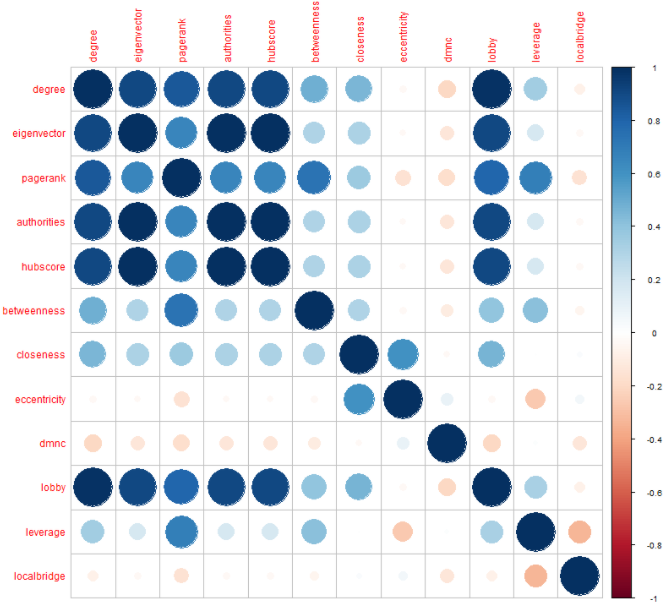 degree
eigenvector
pagerank
authorities
hubscore
betweenness
closeness
eccentricity
dmnc
lobby
leverage
localbridge
degree
eigenvector
pagerank
authorities
hubscore
betweenness
closeness
eccentricity
dmnc
lobby
leverage
localbridge
1
0.8
0.6
0.4
0.2
0
-0.2
-0.4
-0.6
-0.8
-1